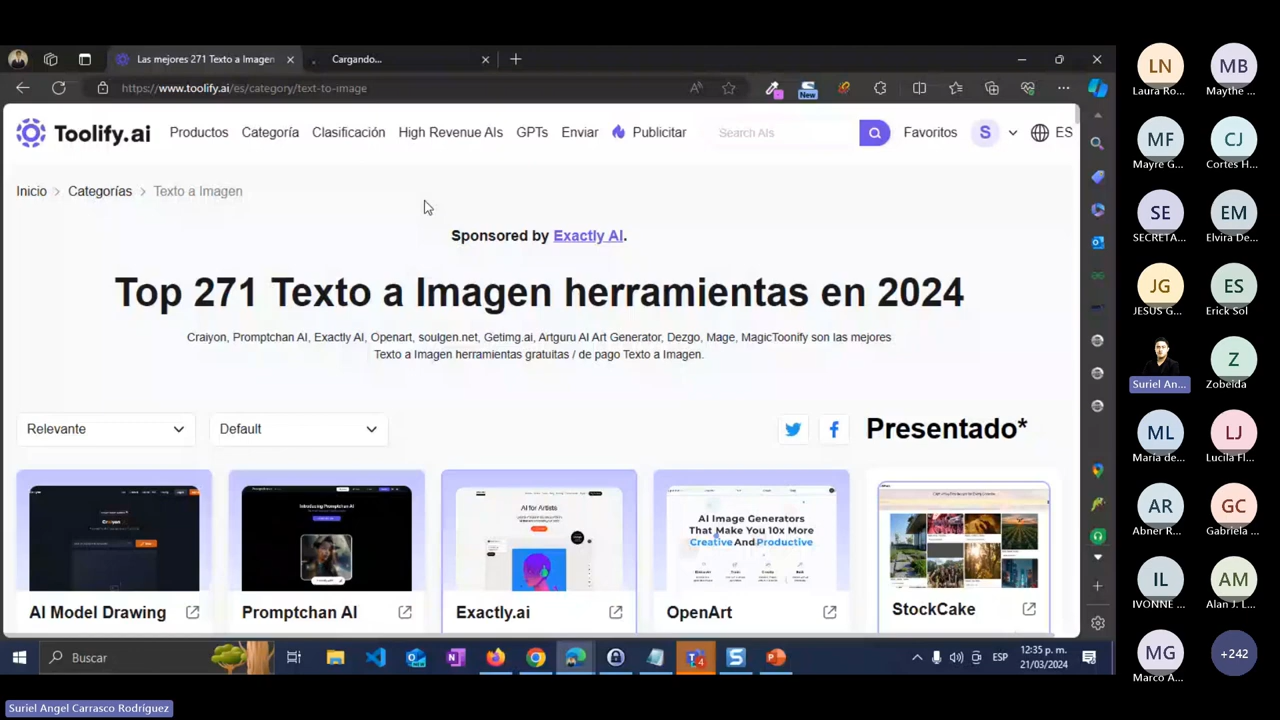 Las mejores 271 Texto a Imagen
Cargando...
https://www.toolify.ai/es/category/text-to-image
New
Toolify.ai
Productos
Categoría
Clasificación
High Revenue AIs
GPTs
Enviar
Publicitar
Search AIs
Favoritos
S
ES
Inicio > Categorías > Texto a Imagen
Sponsored by Exactly AI.
Top 271 Texto a Imagen herramientas en 2024
Craiyon, Promptchan AI, Exactly AI, Openart, soulgen.net, Getimg.ai, Artguru AI Art Generator, Dezgo, Mage, MagicToonify son las mejores
Texto a Imagen herramientas gratuitas / de pago Texto a Imagen.
Relevante
Default
Presentado*
AI for Artists
AI Image Generators
That Make You 10x More
Creative And Productive
AI Model Drawing
Promptchan AI
Exactly.ai
OpenArt
StockCake
Buscar
ESP
12:35 p. m.
21/03/2024
Suriel Angel Carrasco Rodríguez
LN
Laura Ro...
MB
Maythe ...
MF
Mayre G...
CJ
Cortes H...
SE
SECRETA...
EM
Elvira De...
JG
JESUS G...
ES
Erick Sol
Suriel An...
Z
Zobeida
ML
Maria de...
LJ
Lucila Fl...
AR
Abner R...
GC
Gabriela ...
IL
IVONNE ...
AM
Alan J. L...
MG
Marco A...
+242